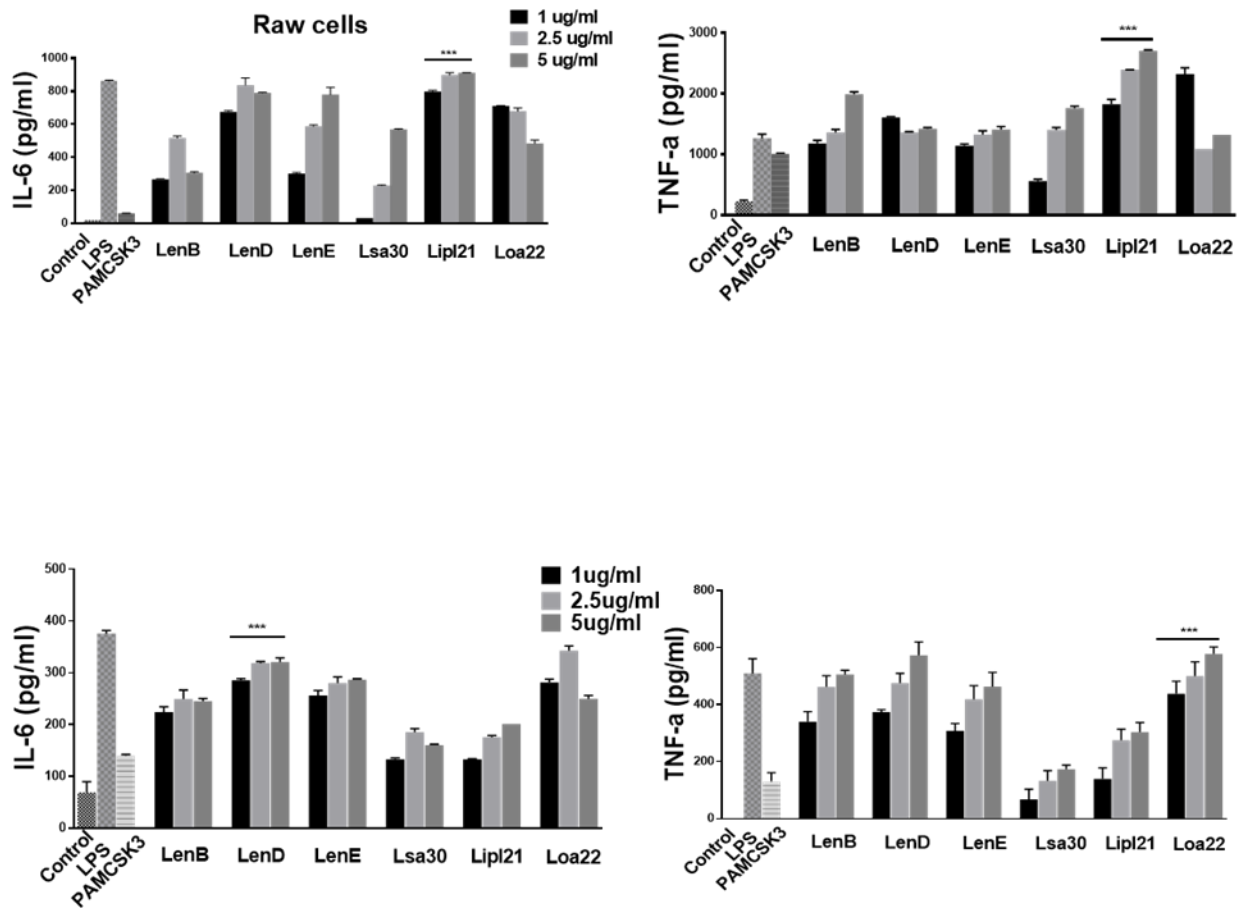 Raw cells
1 ug/ml
2.5 ug/ml
5 ug/ml
IL-6 (pg/ml)
1000
800
600
400
200
0
***
Control
LPS
PAMCSK3
LenB
LenD
LenE
Lsa30
Lipl21
Loa22
TNF-a (pg/ml)
3000
2000
1000
0
***
Control
LPS
PAMCSK3
LenB
LenD
LenE
Lsa30
Lipl21
Loa22
1ug/ml
2.5ug/ml
5ug/ml
IL-6 (pg/ml)
500
400
300
200
100
0
***
Control
LPS
PAMCSK3
LenB
LenD
LenE
Lsa30
Lipl21
Loa22
TNF-a (pg/ml)
800
600
400
200
0
***
Control
LPS
PAMCSK3
LenB
LenD
LenE
Lsa30
Lipl21
Loa22